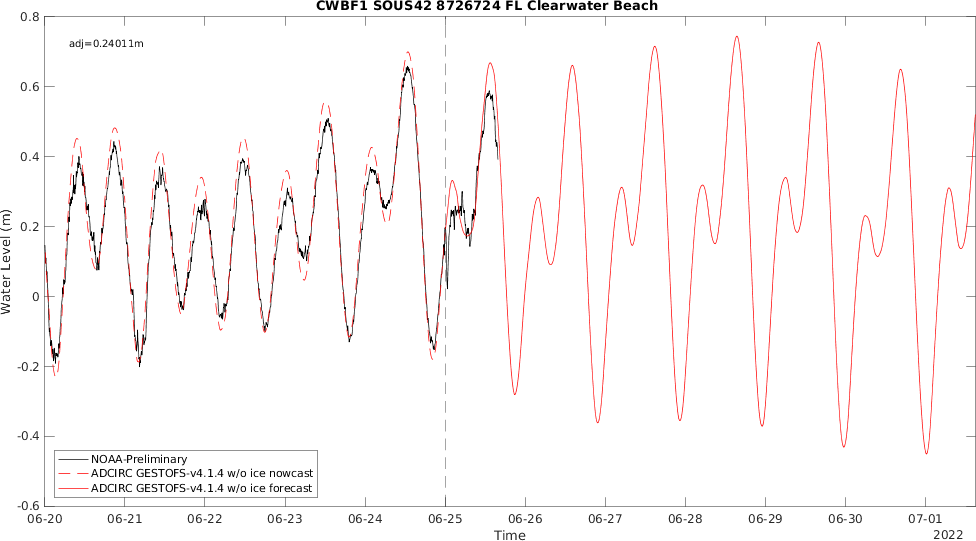 CWBF1 SOUS42 8726724 FL Clearwater Beach
adj=0.24011m
0.8
0.6
0.4
0.2
0
-0.2
-0.4
-0.6
Water Level (m)
NOAA-Preliminary
ADCIRC GESTOFS-v4.1.4 w/o ice nowcast
ADCIRC GESTOFS-v4.1.4 w/o ice forecast
06-20 06-21 06-22 06-23 06-24 06-25 06-26 06-27 06-28 06-29 06-30 07-01
Time
2022